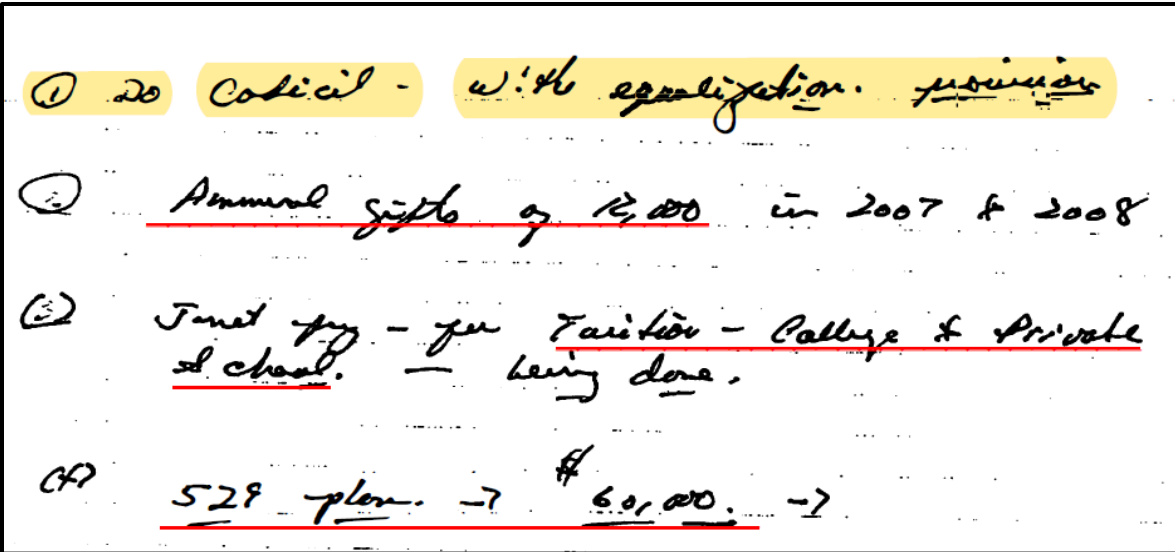 ① Do Codicil - with equalization. provision
② Annual gifts of 12,000 in 2007 & 2008
(3) Janet pay - for Tuition - College & Private
School. — being done.
(4) 529 plan. → $60,000. →